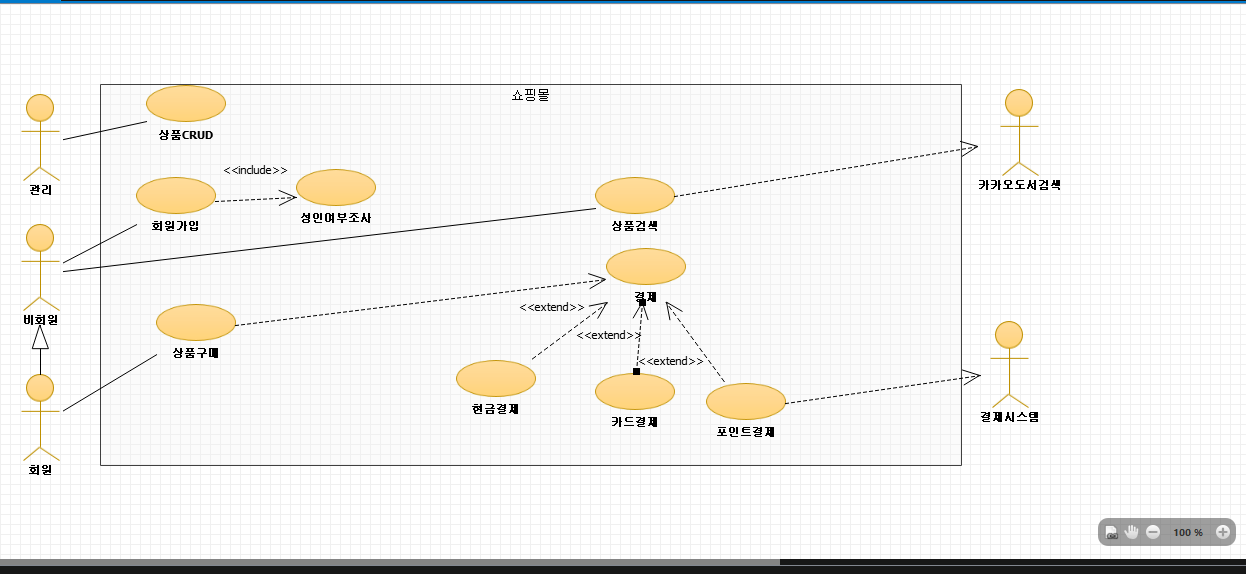 쇼핑몰
상품CRUD
관리
카카오도서검색
<<include>>
회원가입
성인여부조사
상품검색
결제
비회원
<<extend>>
<<extend>>
<<extend>>
상품구매
현금결제
카드결제
포인트결제
결제시스템
회원
100 %